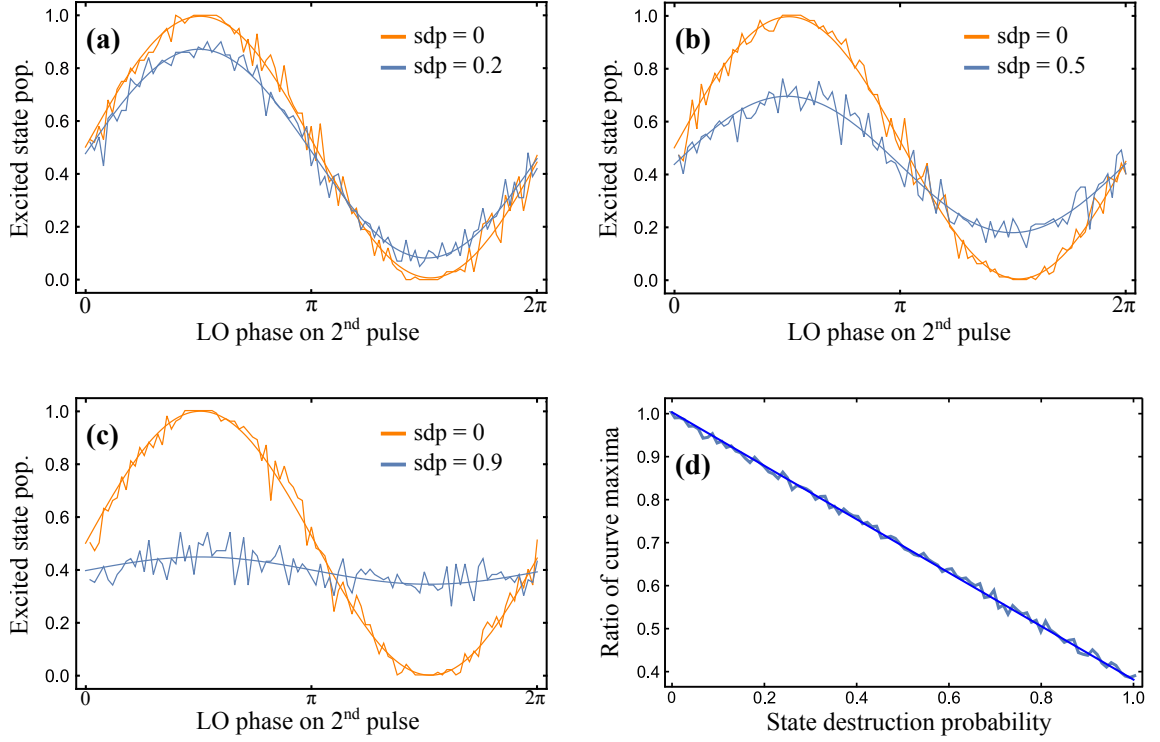 (a)
sdp = 0
sdp = 0.2
Excited state pop.
1.0
0.8
0.6
0.4
0.2
0.0
0
π
2π
LO phase on 2nd pulse
(b)
sdp = 0
sdp = 0.5
Excited state pop.
1.0
0.8
0.6
0.4
0.2
0.0
0
π
2π
LO phase on 2nd pulse
(c)
sdp = 0
sdp = 0.9
Excited state pop.
1.0
0.8
0.6
0.4
0.2
0.0
0
π
2π
LO phase on 2nd pulse
(d)
Ratio of curve maxima
1.0
0.9
0.8
0.7
0.6
0.5
0.4
0
0.2
0.4
0.6
0.8
1.0
State destruction probability